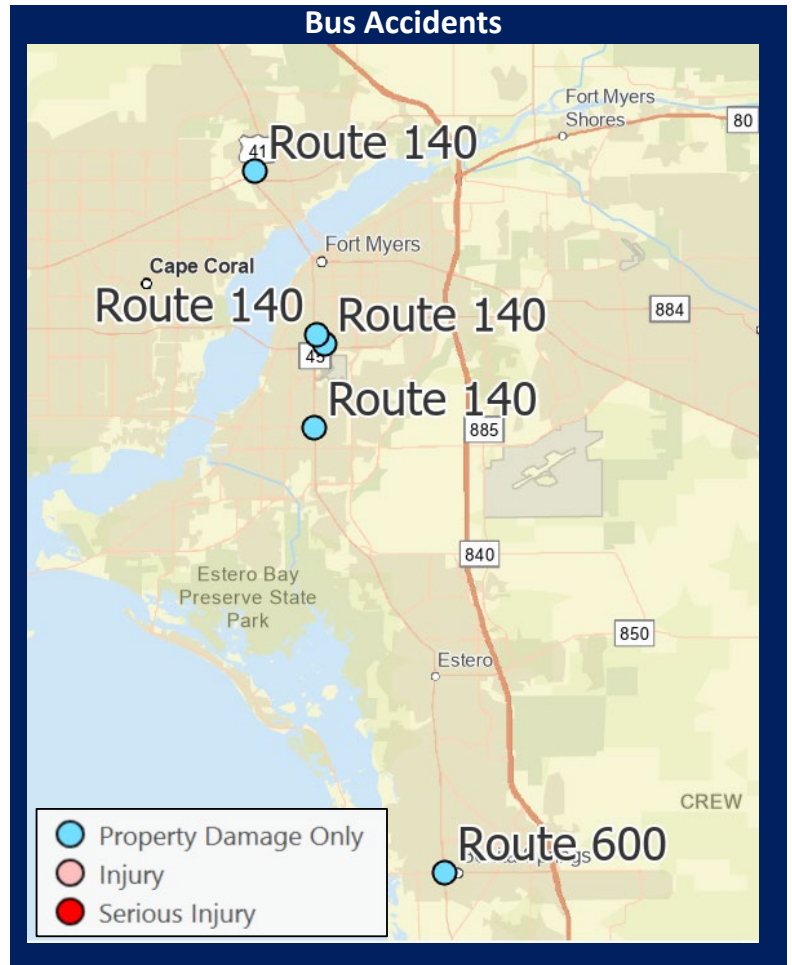 Bus Accidents
Fort Myers
Shores
80
41
Route 140
Fort Myers
Cape Coral
Route 140
Route 140
884
45
Route 140
885
840
Estero Bay
Preserve State
Park
850
Estero
CREW
Property Damage Only
Injury
Serious Injury
Route 600